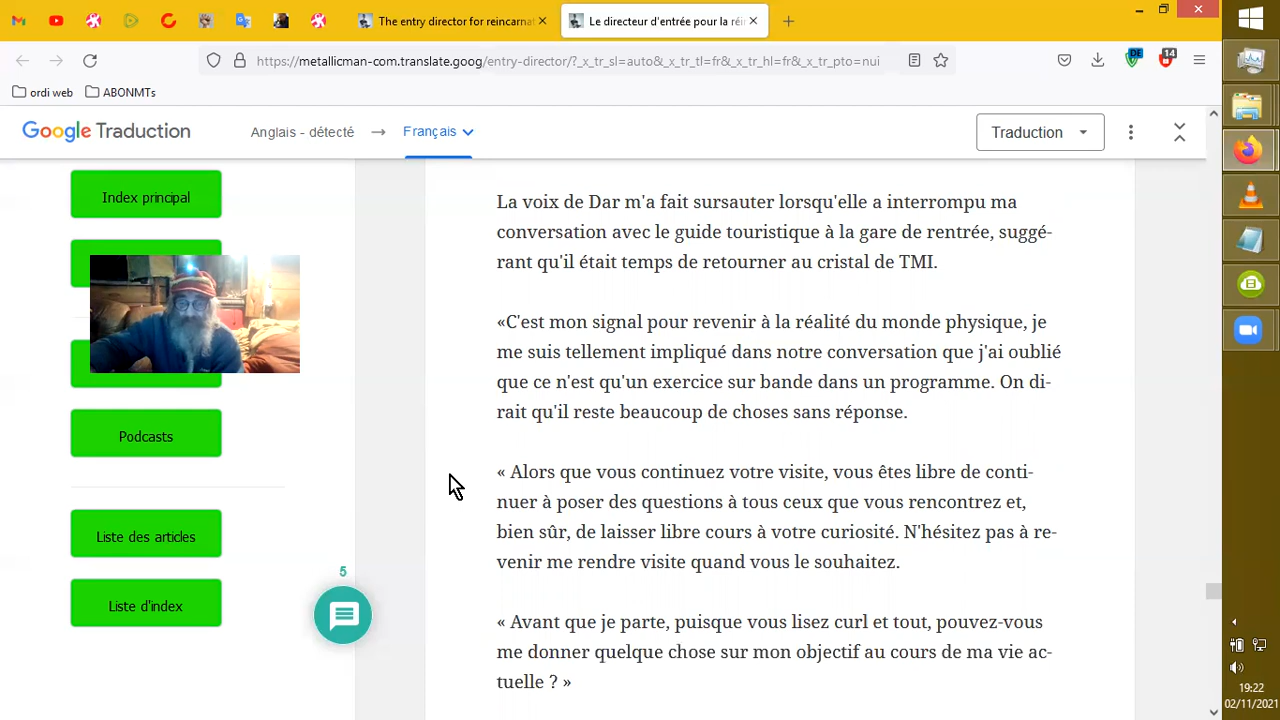 The entry director for reincarnat
Le directeur d'entrée pour la réi
https://metallicman-com.translate.goog/entry-director/?_x_tr_sl=auto&_x_tr_tl=fr&_x_tr_hl=fr&_x_tr_pto=nui
DE
14
ordi web
ABONMTs
Google Traduction
Anglais - détecté
Français
Traduction
Index principal
Podcasts
Liste des articles
Liste d'index
5
La voix de Dar m'a fait sursauter lorsqu'elle a interrompu ma
conversation avec le guide touristique à la gare de rentrée, suggé-
rant qu'il était temps de retourner au cristal de TMI.
«C'est mon signal pour revenir à la réalité du monde physique, je
me suis tellement impliqué dans notre conversation que j'ai oublié
que ce n'est qu'un exercice sur bande dans un programme. On di-
rait qu'il reste beaucoup de choses sans réponse.
« Alors que vous continuez votre visite, vous êtes libre de conti-
nuer à poser des questions à tous ceux que vous rencontrez et,
bien sûr, de laisser libre cours à votre curiosité. N'hésitez pas à re-
venir me rendre visite quand vous le souhaitez.
« Avant que je parte, puisque vous lisez curl et tout, pouvez-vous
me donner quelque chose sur mon objectif au cours de ma vie ac-
tuelle ? »
19:22
02/11/2021